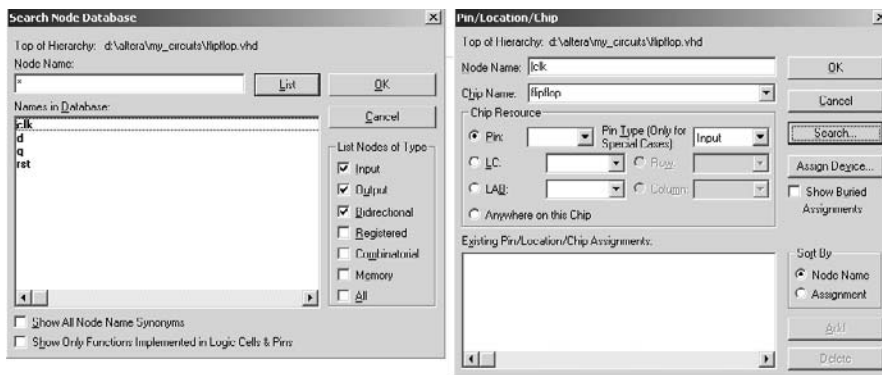 Search Node Database
Top of Hierarchy: d:\altera\my_circuits\flipflop.vhd
Node Name:
*
List
OK
Names in Database:
clk
d
q
rst
Cancel
List Nodes of Type
Input
Output
Bidirectional
Registered
Combinatorial
Memory
All
Show All Node Name Synonyms
Show Only Functions Implemented in Logic Cells & Pins
Pin/Location/Chip
Top of Hierarchy: d:\altera\my_circuits\flipflop.vhd
Node Name: |clk
OK
Chip Name: flipflop
Cancel
Chip Resource
Pin:
Pin Type (Only for Special Cases)
Input
Search...
LC:
Row:
Assign Device...
LAB:
Column:
Show Buried Assignments
Anywhere on this Chip
Existing Pin/Location/Chip Assignments:
Sort By
Node Name
Assignment
Add
Delete